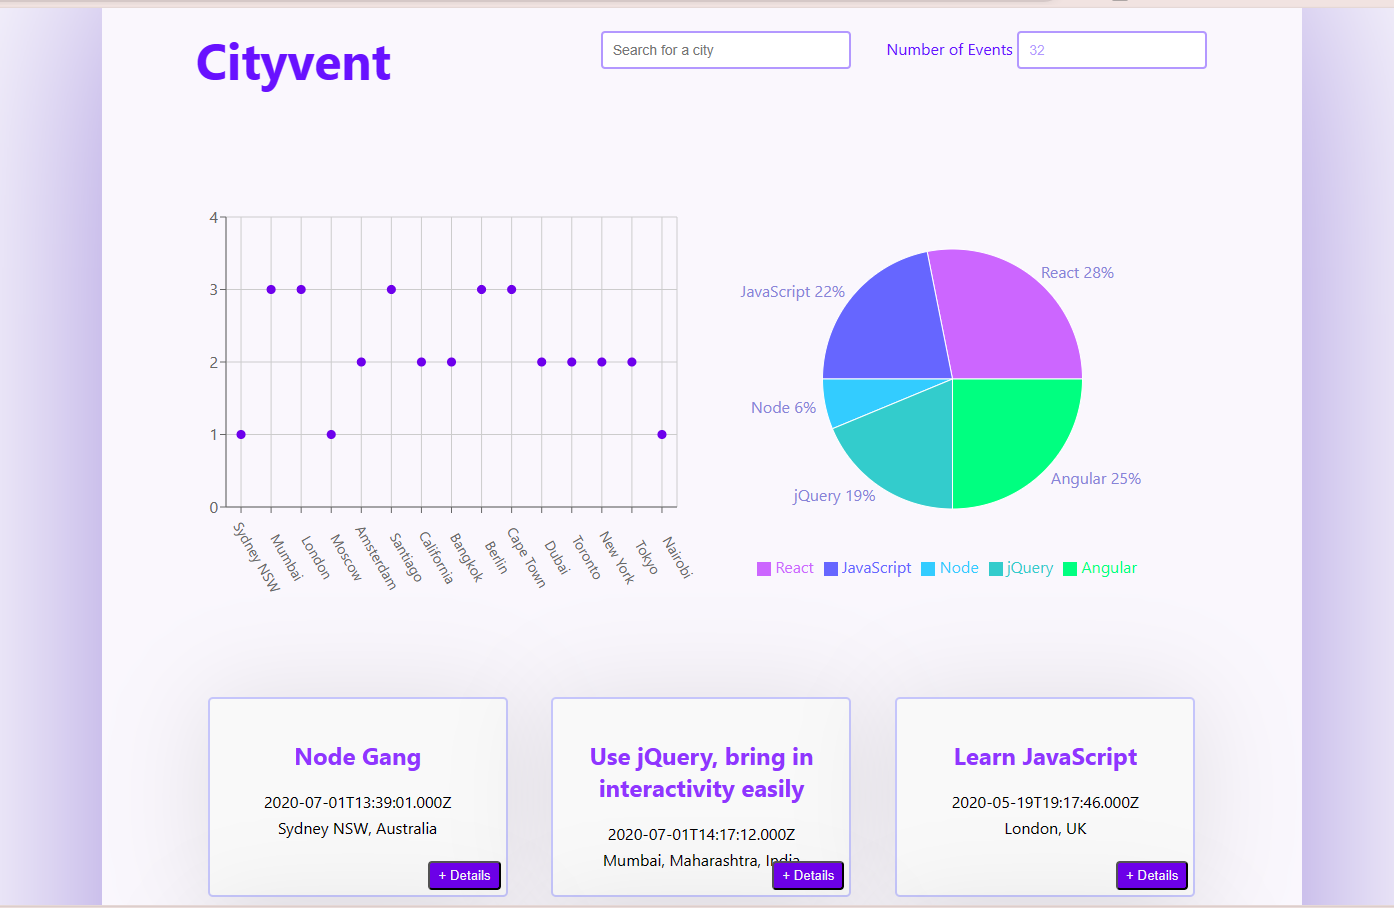 Cityvent
Search for a city
Number of Events 32
4
3
2
1
0
Sydney NSW
Mumbai
London
Moscow
Amsterdam
Santiago
California
Bangkok
Berlin
Cape Town
Dubai
Toronto
New York
Tokyo
Nairobi
React 28%
JavaScript 22%
Node 6%
jQuery 19%
Angular 25%
React JavaScript Node jQuery Angular
Node Gang
2020-07-01T13:39:01.000Z
Sydney NSW, Australia
+ Details
Use jQuery, bring in
interactivity easily
2020-07-01T14:17:12.000Z
Mumbai, Maharashtra, India
+ Details
Learn JavaScript
2020-05-19T19:17:46.000Z
London, UK
+ Details